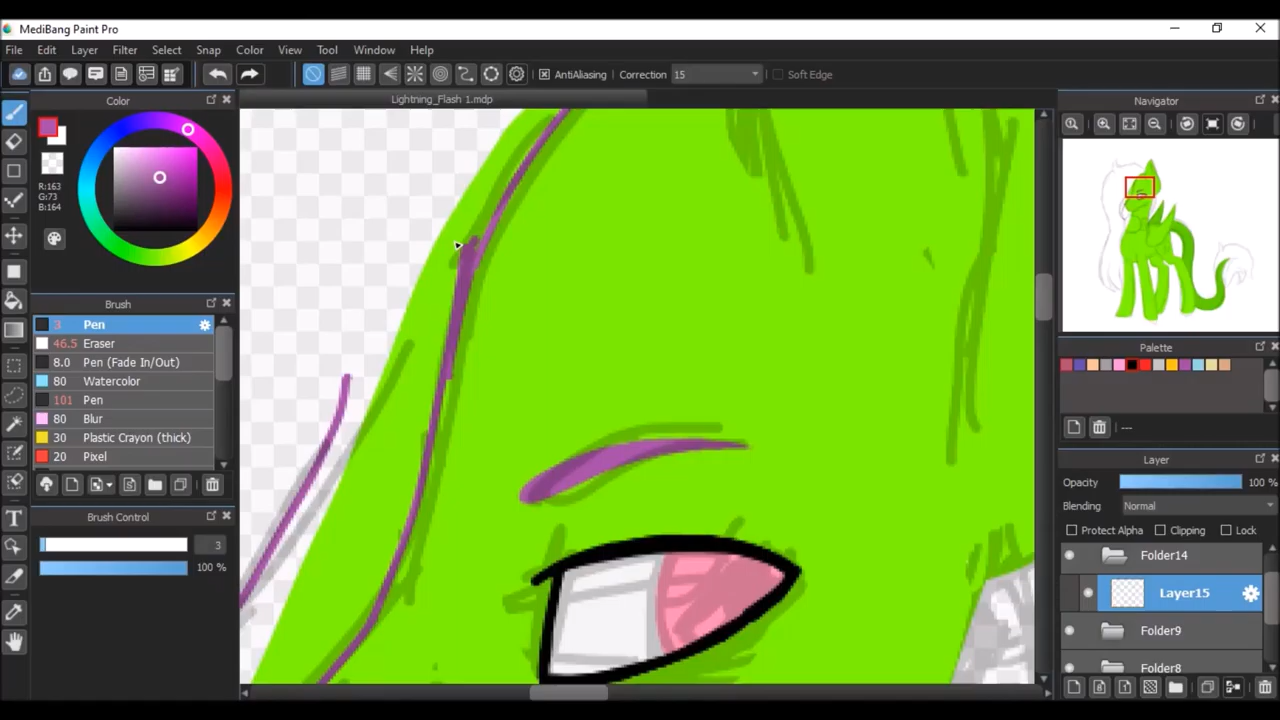 MediBang Paint Pro
File Edit Layer Filter Select Snap Color View Tool Window Help
AntiAliasing Correction 15 Soft Edge
Color
Lightning_Flash 1.mdp
Navigator
R:163
G:73
B:164
Brush
3 Pen
46.5 Eraser
8.0 Pen (Fade In/Out)
80 Watercolor
101 Pen
80 Blur
30 Plastic Crayon (thick)
20 Pixel
Brush Control
3
100 %
Palette
---
Layer
Opacity 100 %
Blending Normal
Protect Alpha Clipping Lock
Folder14
Layer15
Folder9
Folder8